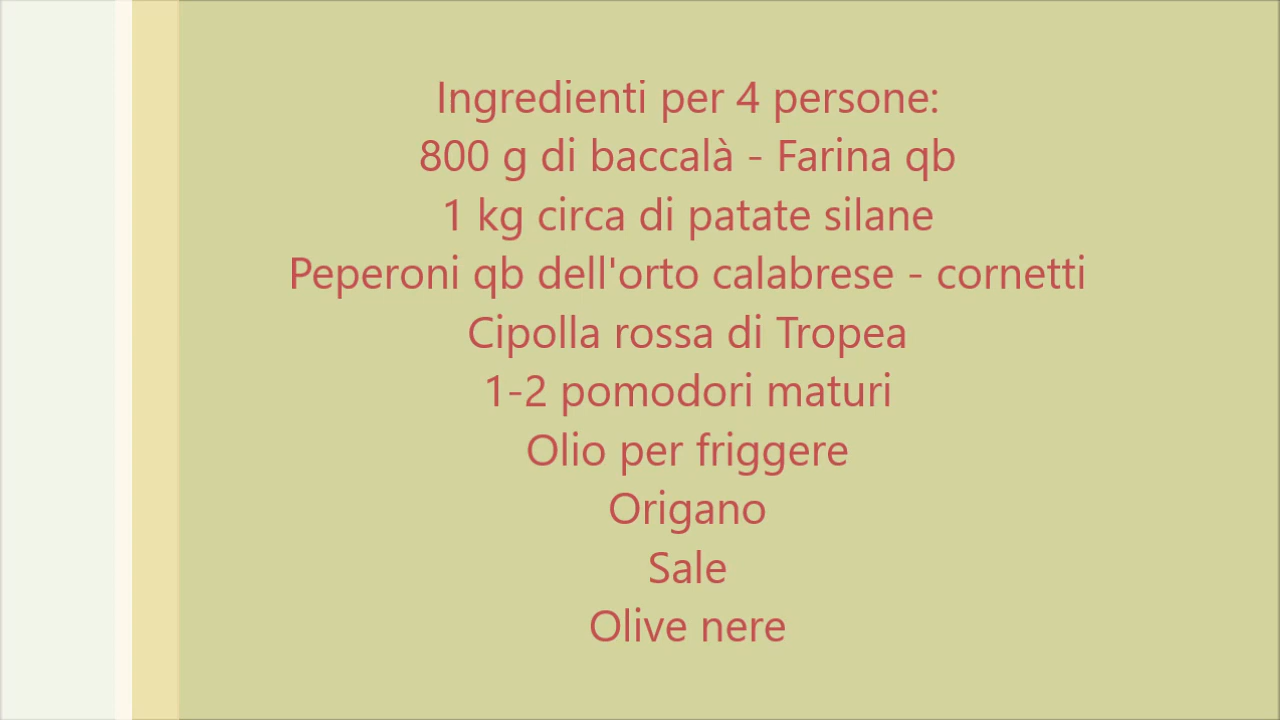 Ingredienti per 4 persone:
800 g di baccalà - Farina qb
1 kg circa di patate silane
Peperoni qb dell'orto calabrese - cornetti
Cipolla rossa di Tropea
1-2 pomodori maturi
Olio per friggere
Origano
Sale
Olive nere